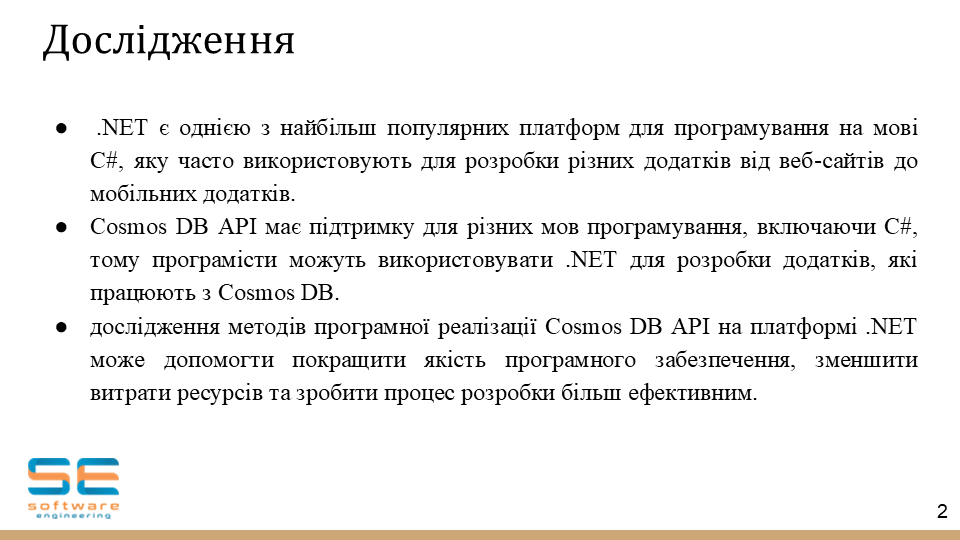 Дослідження
● .NET є однією з найбільш популярних платформ для програмування на мові
C#, яку часто використовують для розробки різних додатків від веб-сайтів до
мобільних додатків.
● Cosmos DB API має підтримку для різних мов програмування, включаючи C#,
тому програмісти можуть використовувати .NET для розробки додатків, які
працюють з Cosmos DB.
● дослідження методів програмної реалізації Cosmos DB API на платформі .NET
може допомогти покращити якість програмного забезпечення, зменшити
витрати ресурсів та зробити процес розробки більш ефективним.
SE
software
engineering
2